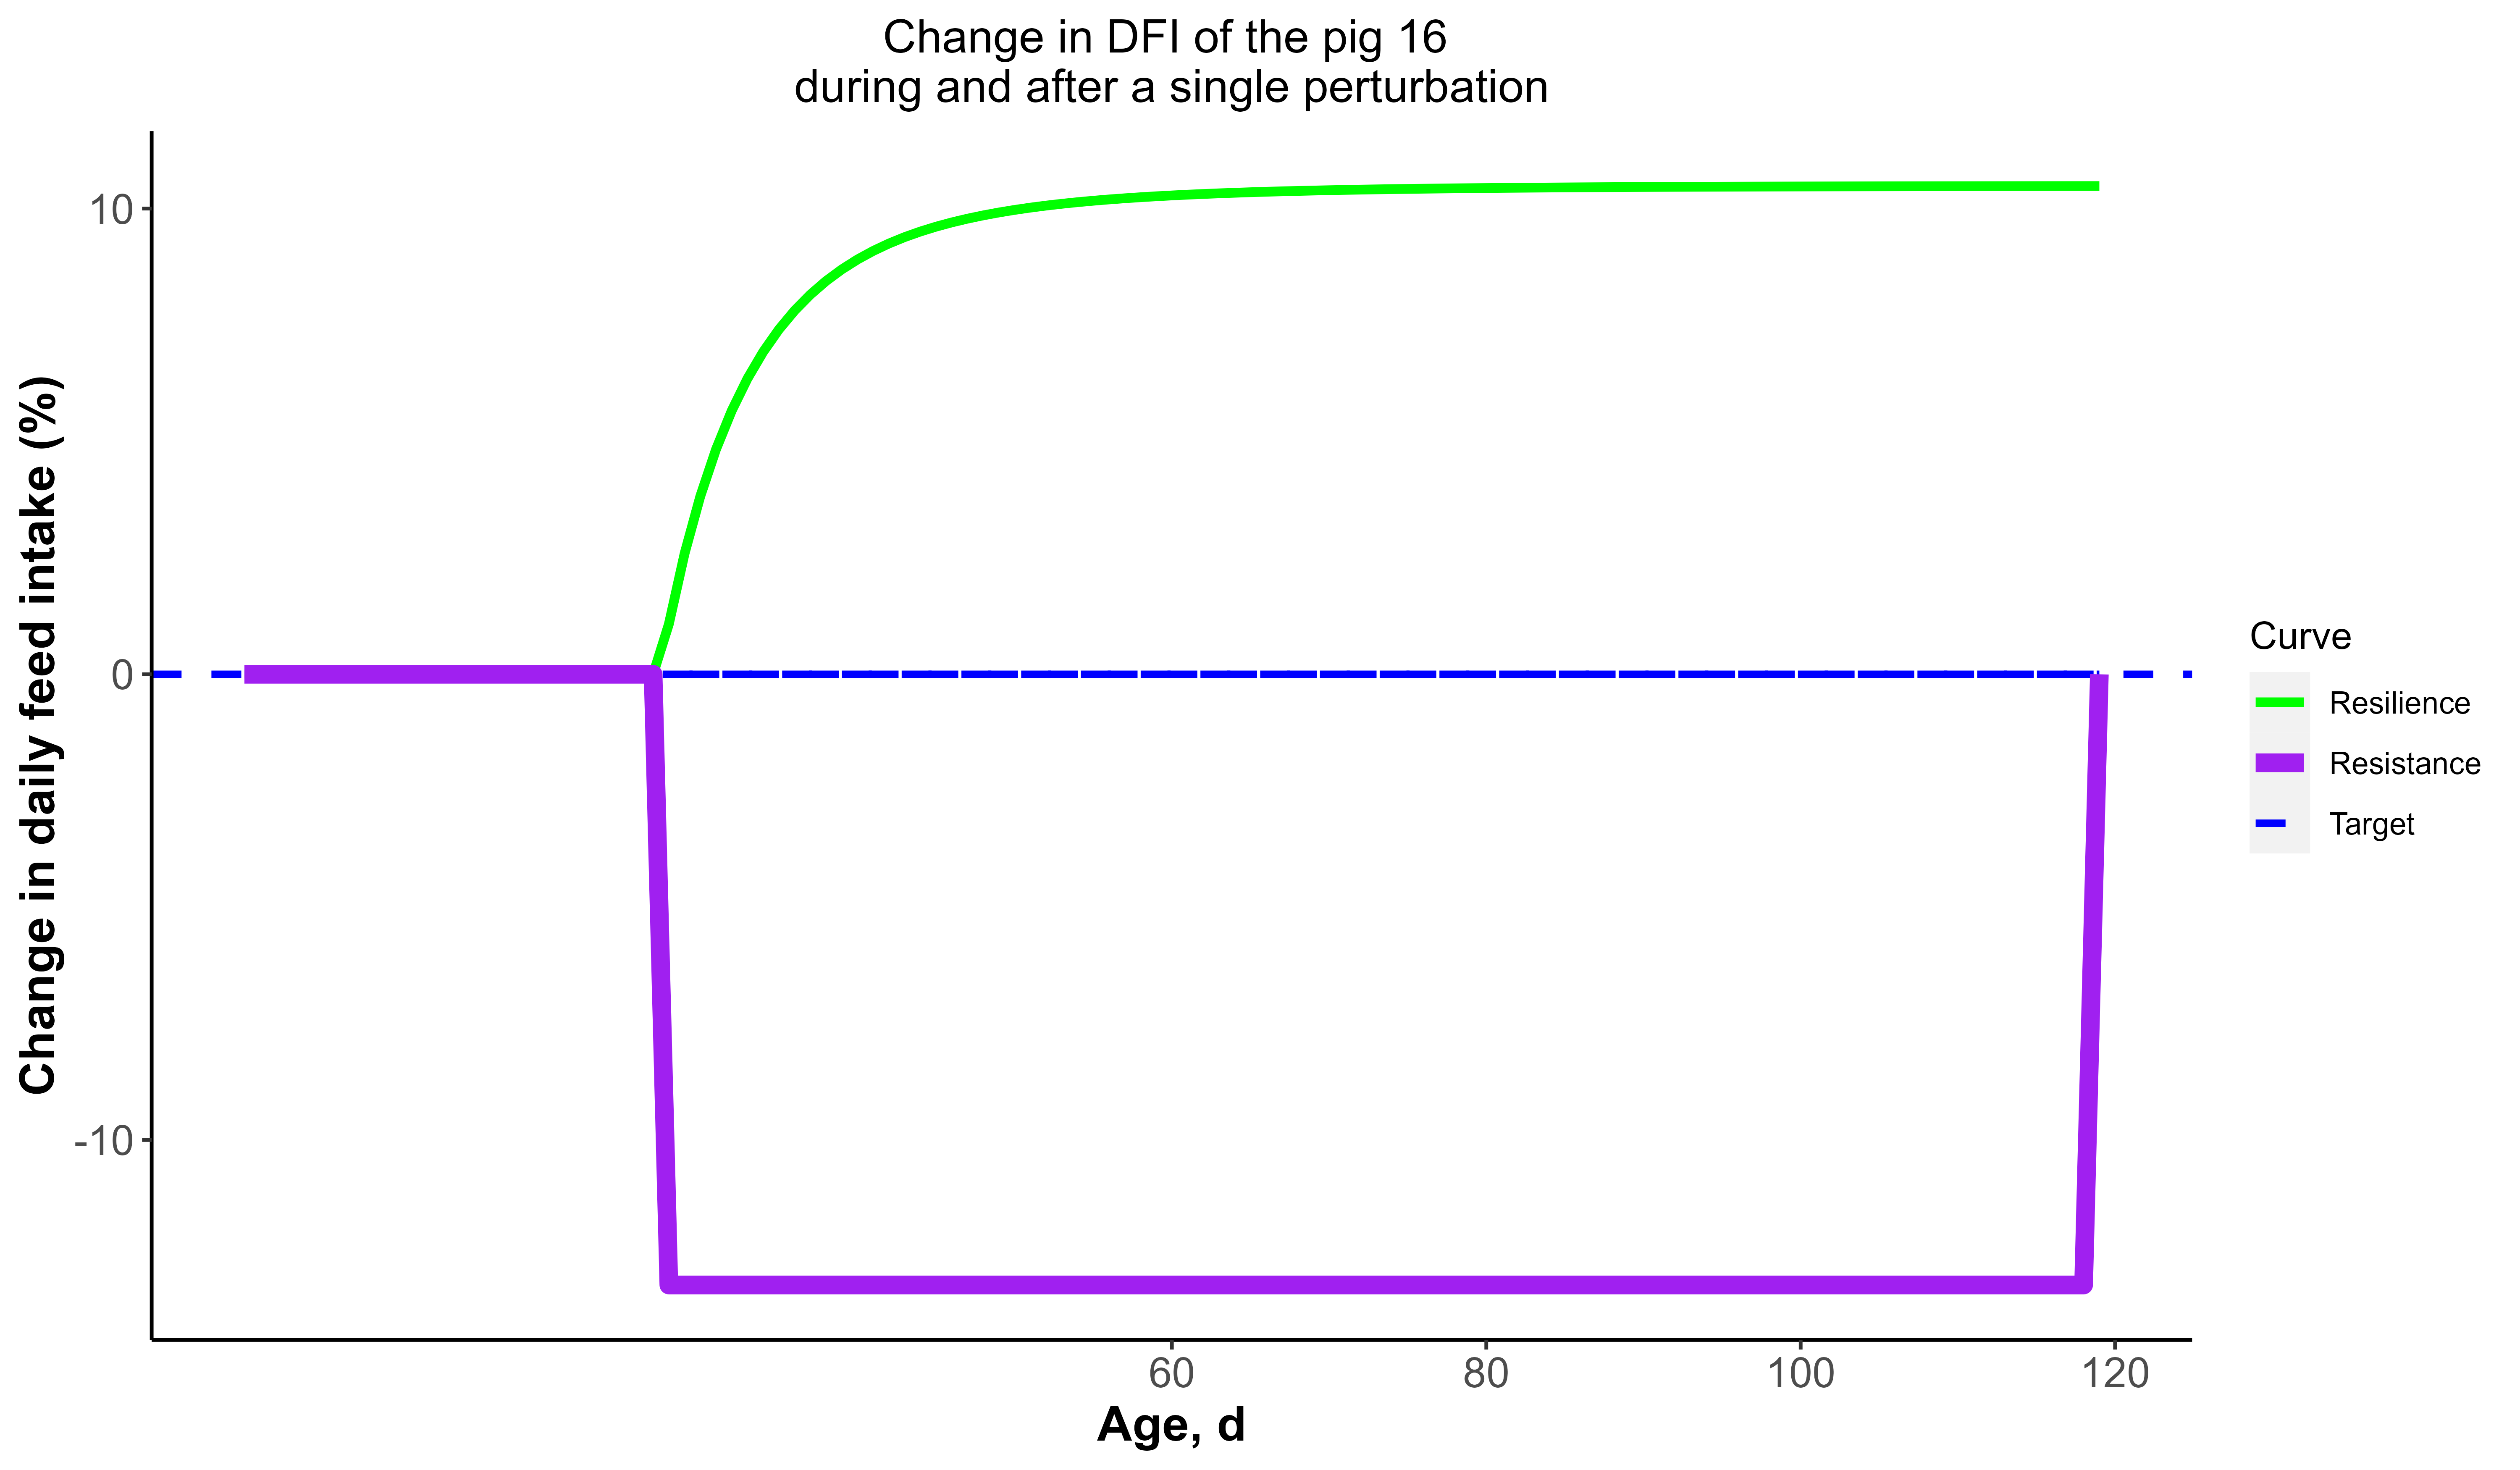 Change in DFI of the pig 16
during and after a single perturbation
Change in daily feed intake (%)
10
0
-10
60
80
100
120
Age, d
Curve
Resilience
Resistance
Target